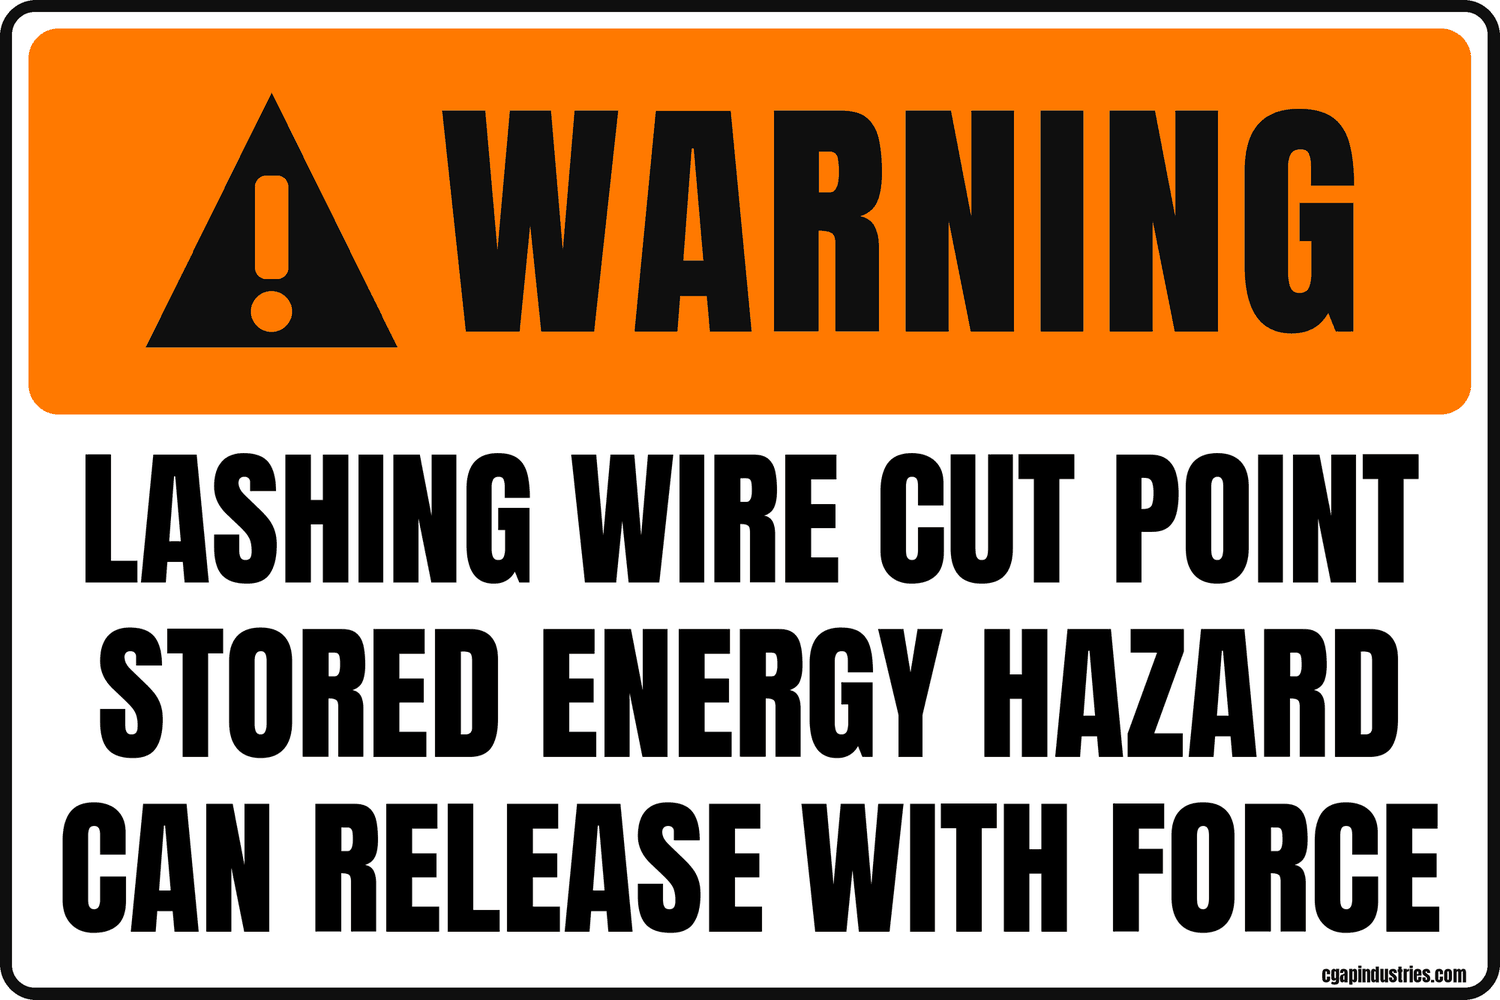 WARNING
LASHING WIRE CUT POINT
STORED ENERGY HAZARD
CAN RELEASE WITH FORCE
cgapindustries.com